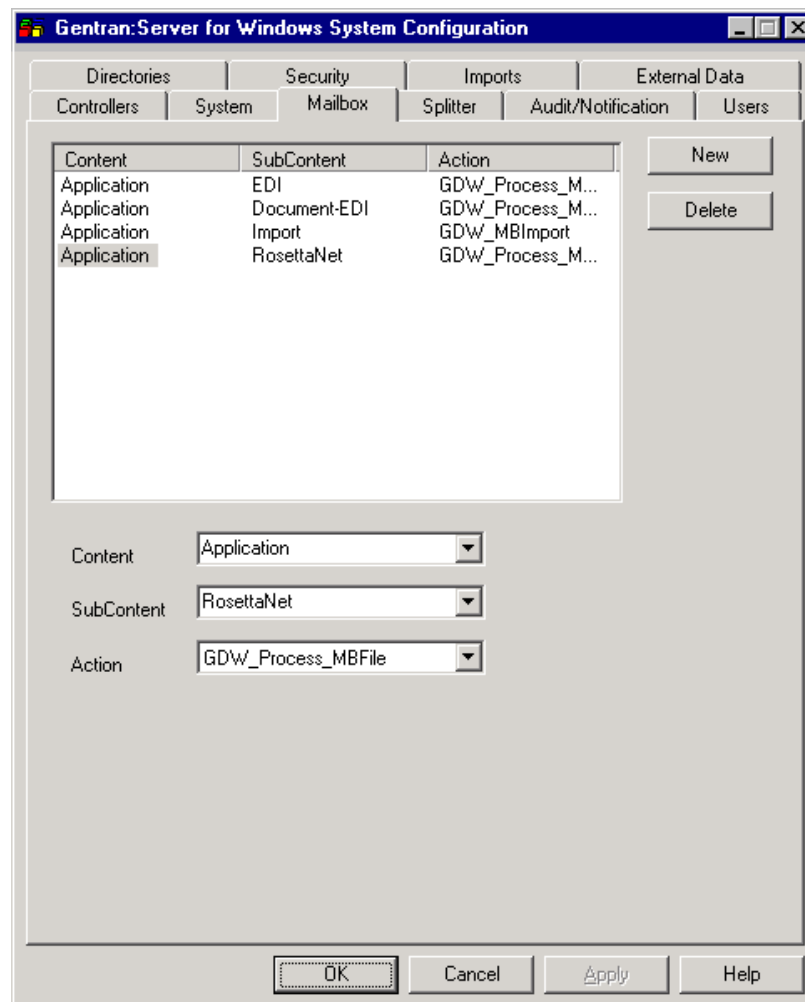 Gentran:Server for Windows System Configuration
Directories Security Imports External Data
Controllers System Mailbox Splitter Audit/Notification Users
Content SubContent Action
Application EDI GDW_Process_M...
Application Document-EDI GDW_Process_M...
Application Import GDW_MBImport
Application RosettaNet GDW_Process_M...
New
Delete
Content Application
SubContent RosettaNet
Action GDW_Process_MBFile
OK Cancel Apply Help